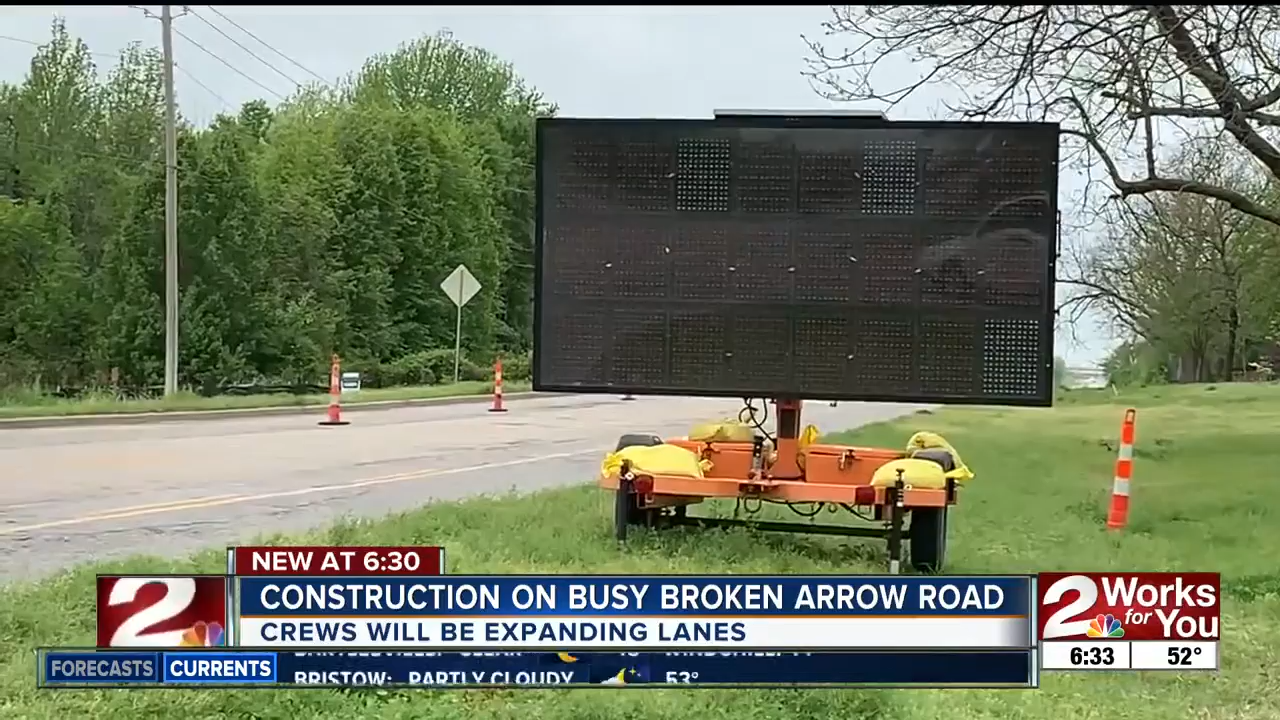 NEW AT 6:30
2
CONSTRUCTION ON BUSY BROKEN ARROW ROAD
CREWS WILL BE EXPANDING LANES
2 Works for You
6:33 52°
FORECASTS CURRENTS
BRISTOW: PARTLY CLOUDY 53°